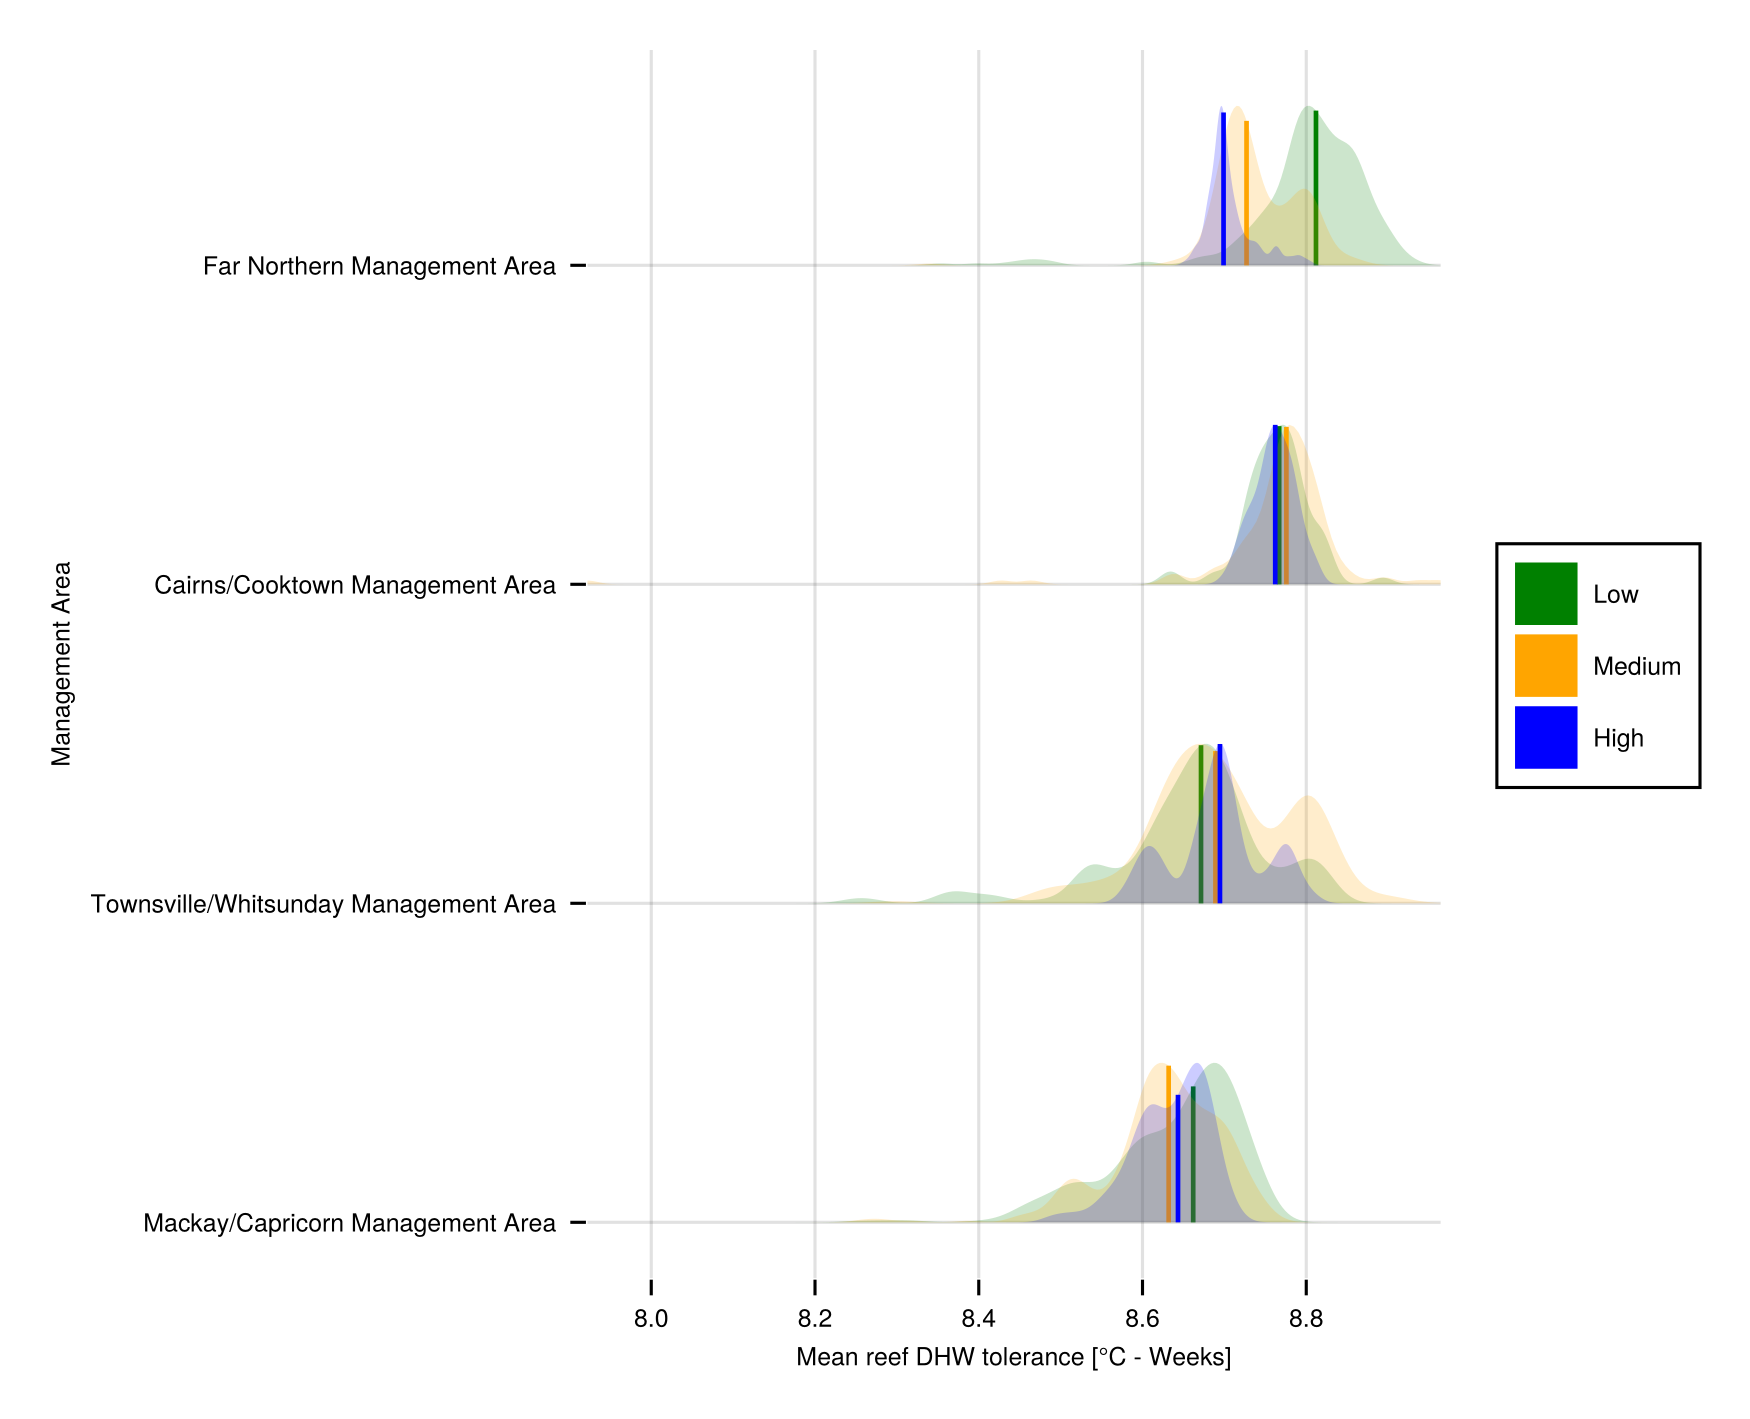 Far Northern Management Area
Cairns/Cooktown Management Area
Townsville/Whitsunday Management Area
Mackay/Capricorn Management Area
Management Area
8.0 8.2 8.4 8.6 8.8
Mean reef DHW tolerance [°C - Weeks]
Low
Medium
High